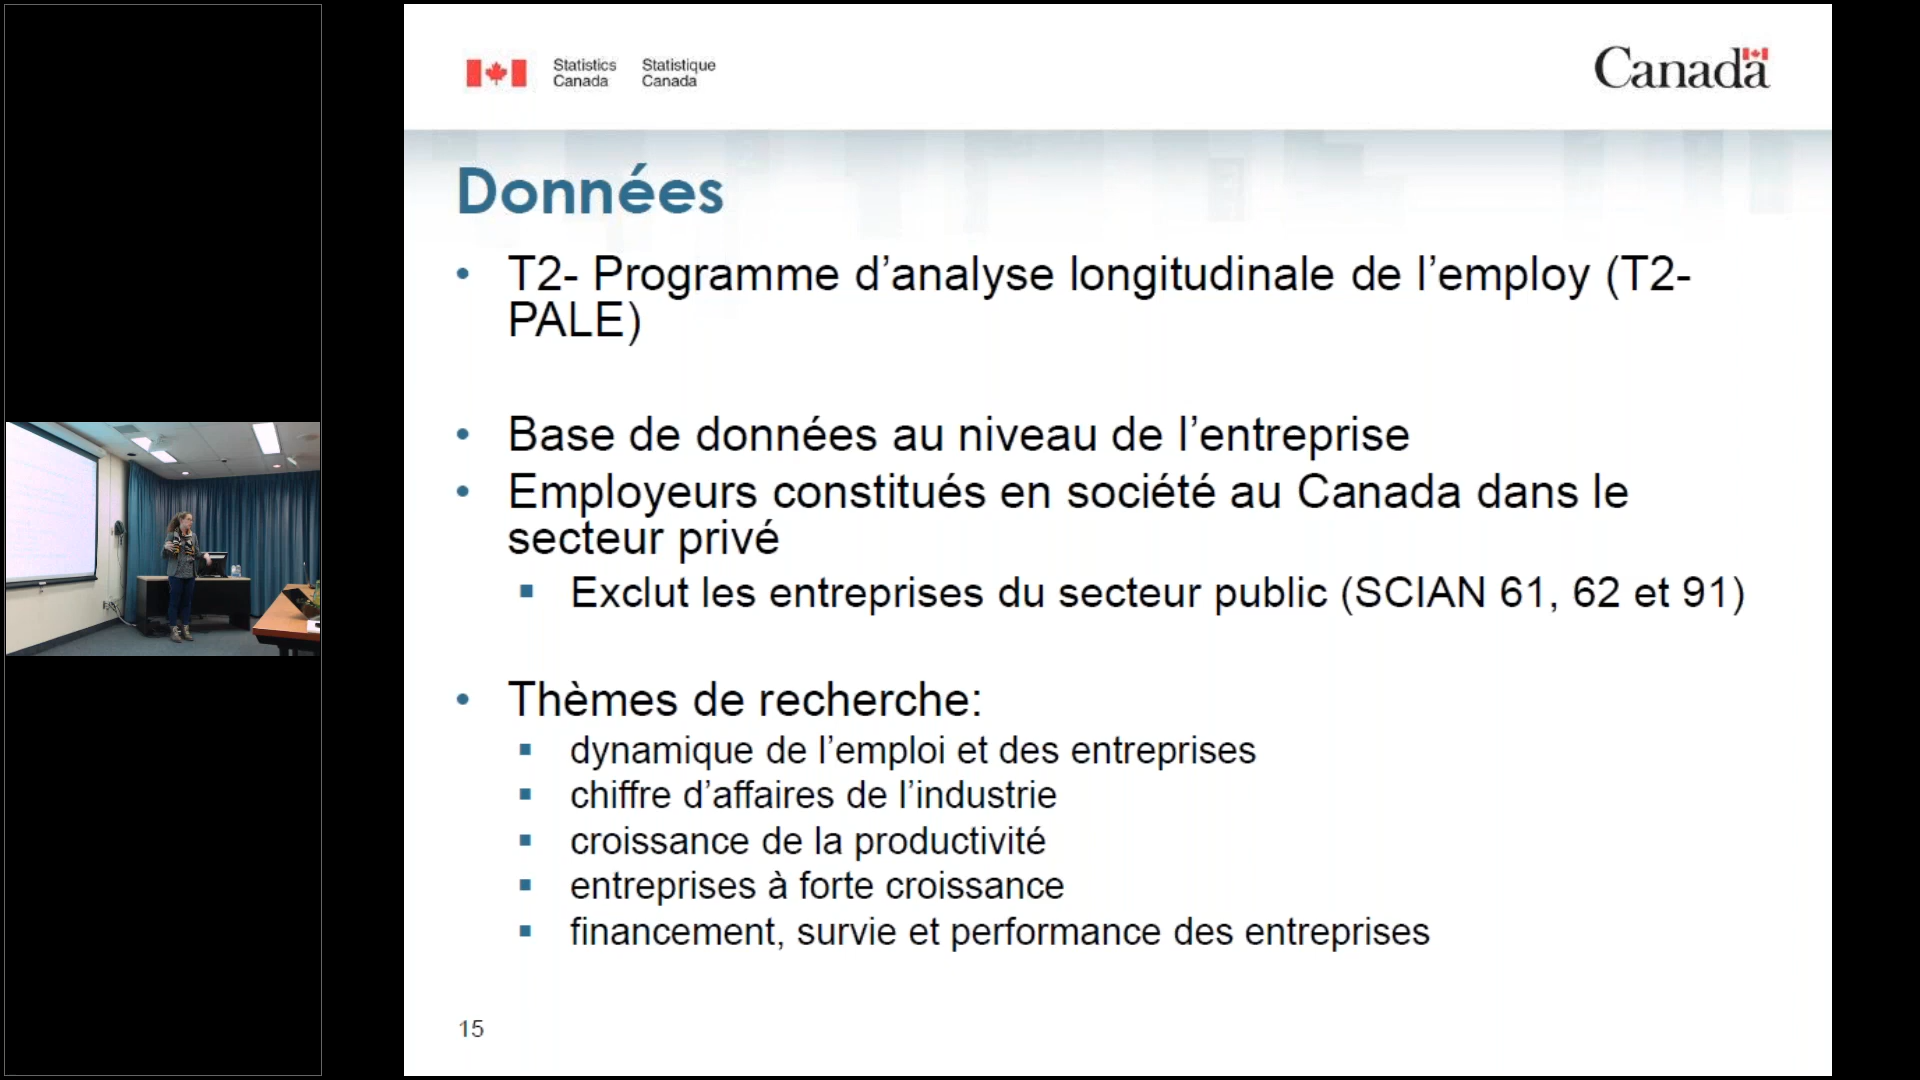 Statistics Canada
Statistique Canada
Canada
Données
• T2- Programme d’analyse longitudinale de l’employ (T2-
PALE)
• Base de données au niveau de l’entreprise
• Employeurs constitués en société au Canada dans le
secteur privé
▪ Exclut les entreprises du secteur public (SCIAN 61, 62 et 91)
• Thèmes de recherche:
▪ dynamique de l’emploi et des entreprises
▪ chiffre d’affaires de l’industrie
▪ croissance de la productivité
▪ entreprises à forte croissance
▪ financement, survie et performance des entreprises
15